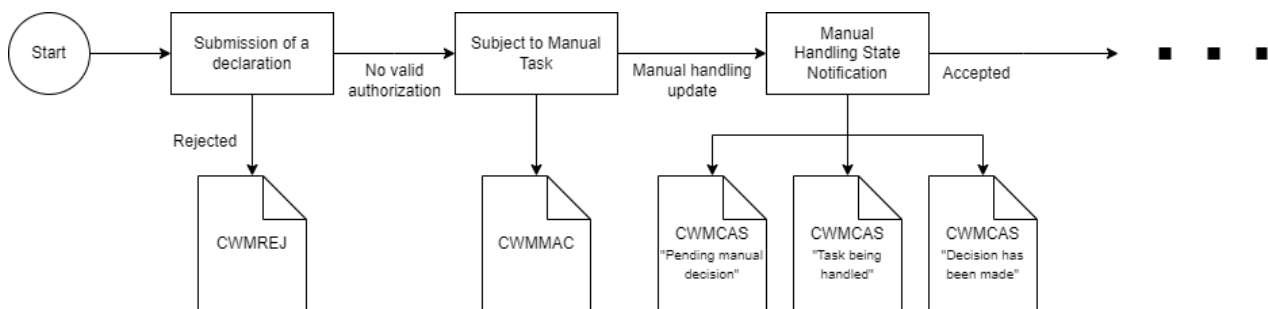 Start
Submission of a
declaration
No valid
authorization
Subject to Manual
Task
Manual handling
update
Manual
Handling State
Notification
Accepted
Rejected
CWMREJ
CWMMAC
CWMCAS
"Pending manual
decision"
CWMCAS
"Task being
handled"
CWMCAS
"Decision has
been made"